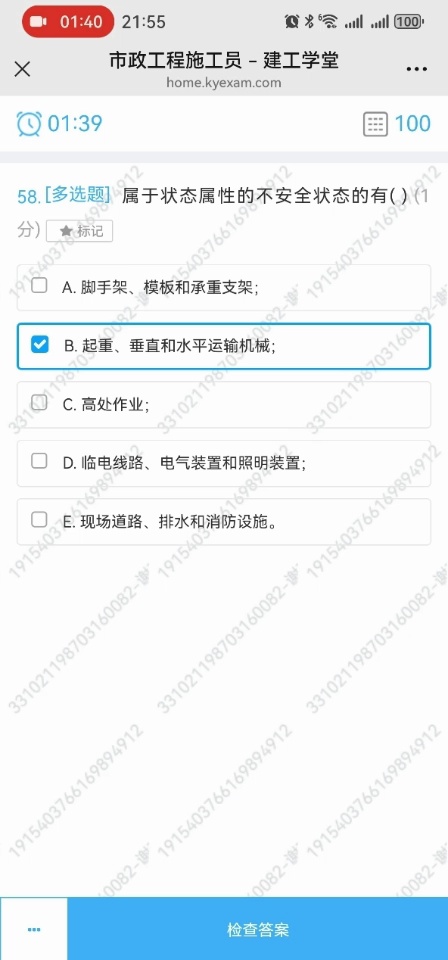 01:40 21:55 100
市政工程施工员 – 建工学堂
home.kyexam.com
01:39 100
58. [多选题] 属于状态属性的不安全状态的有( ) (1
分) ★ 标记
A. 脚手架、模板和承重支架;
B. 起重、垂直和水平运输机械;
C. 高处作业;
D. 临电线路、电气装置和照明装置;
E. 现场道路、排水和消防设施。
检查答案